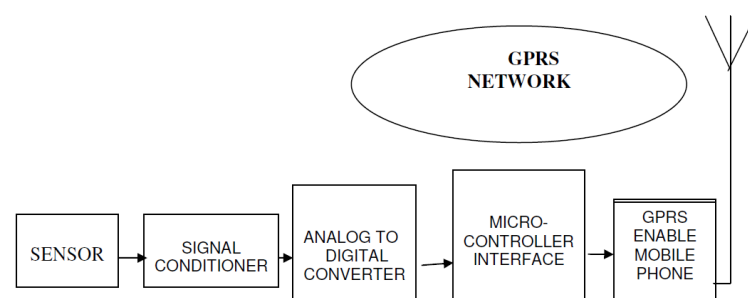 GPRS
NETWORK
SENSOR
SIGNAL
CONDITIONER
ANALOG TO
DIGITAL
CONVERTER
MICRO-
CONTROLLER
INTERFACE
GPRS
ENABLE
MOBILE
PHONE